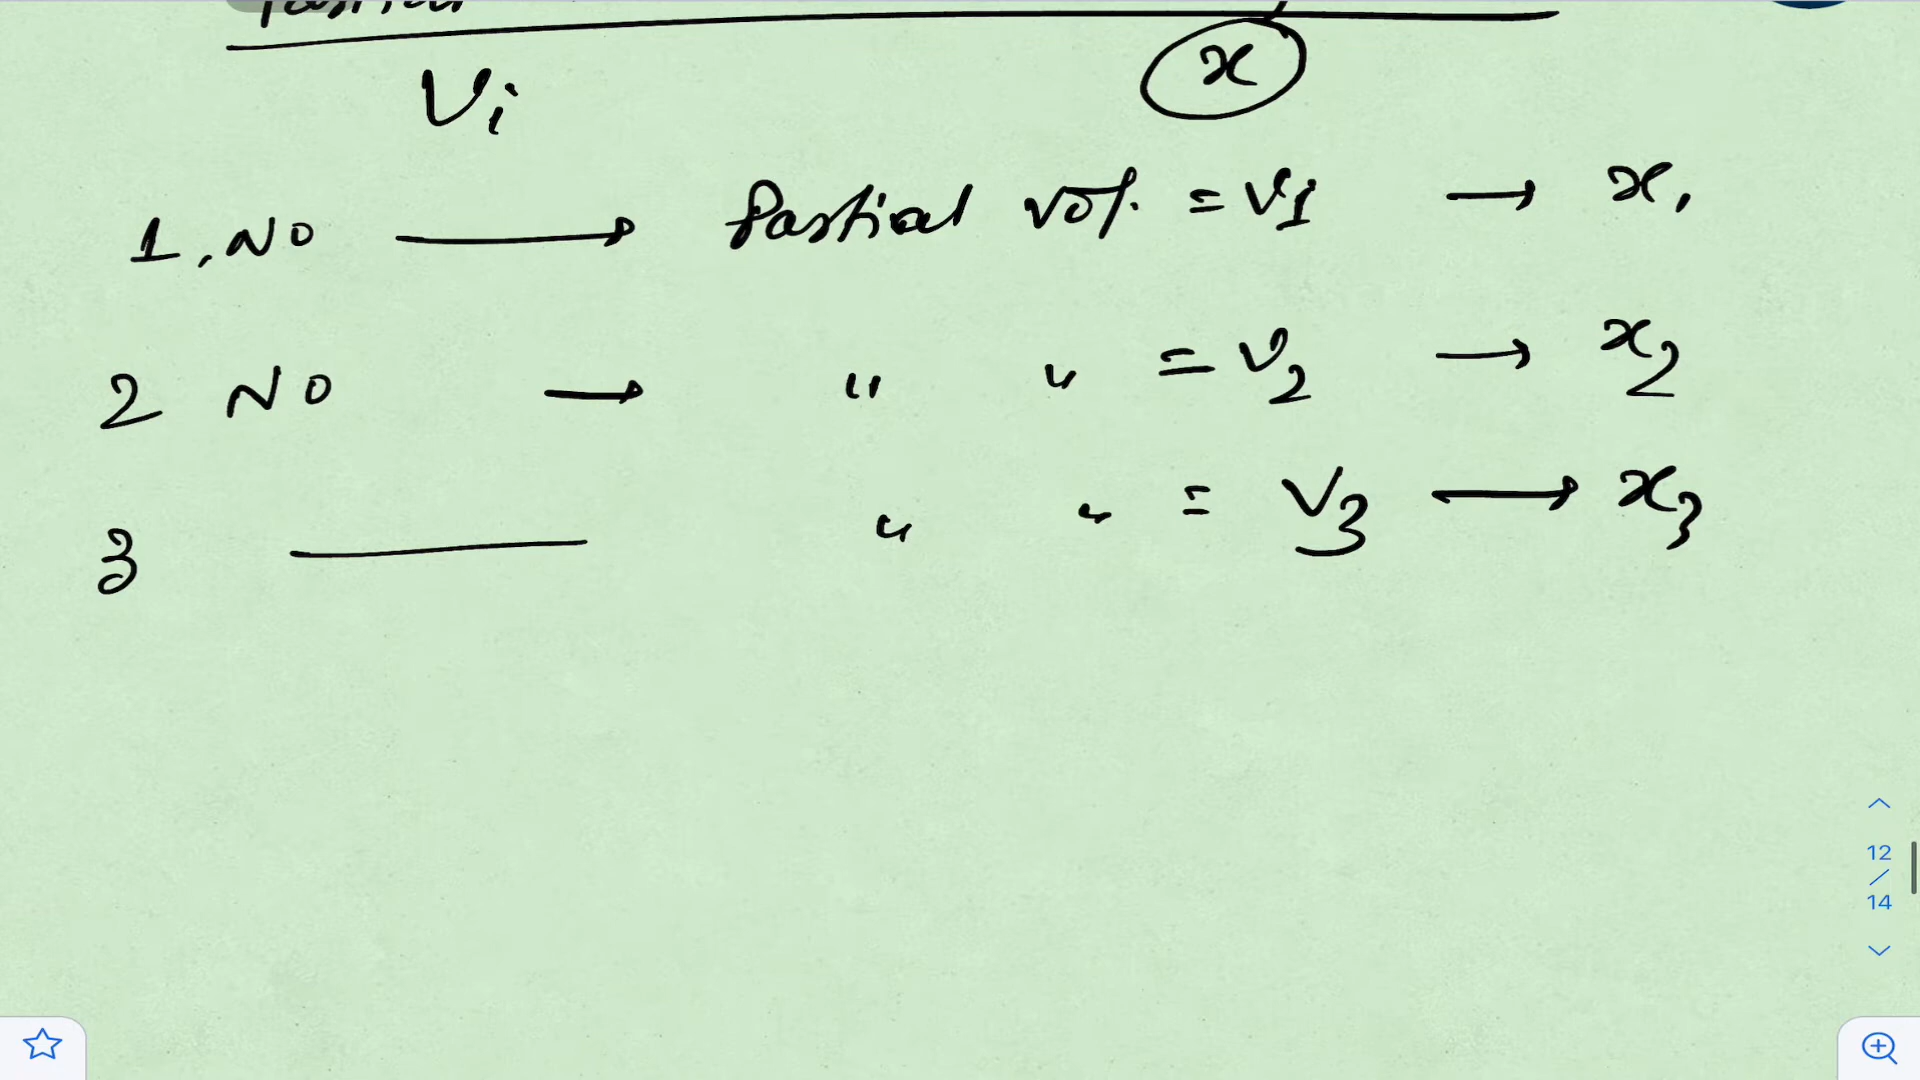 Vi x
1, NO → Partial vol. = V1 → x1
2 NO → " " = V2 → x2
3 — " " = V3 → x3
12
/
14